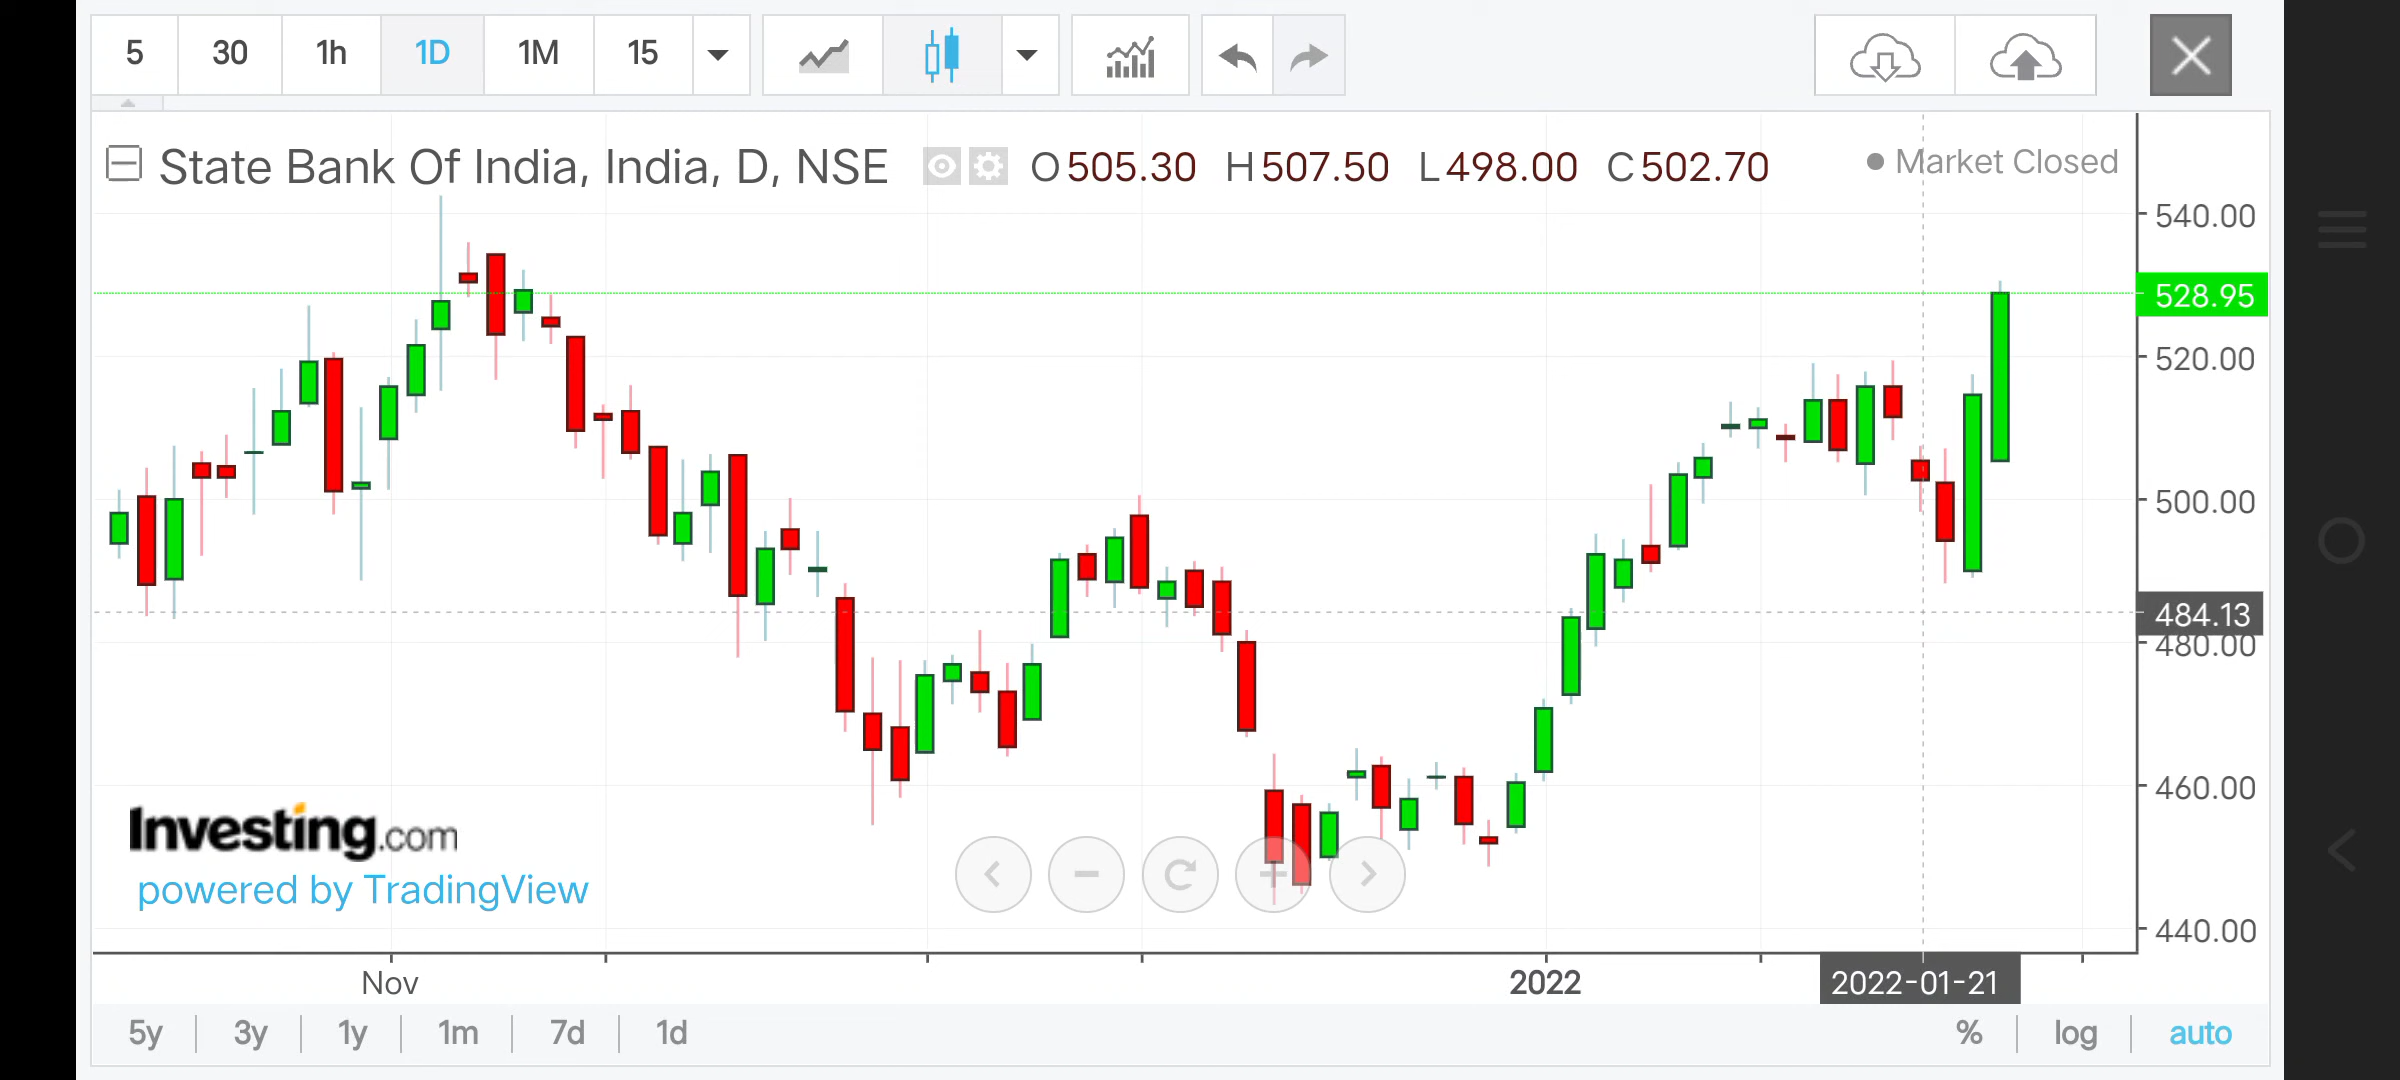 5 30 1h 1D 1M 15
State Bank Of India, India, D, NSE O505.30 H507.50 L498.00 C502.70 Market Closed
540.00
528.95
520.00
500.00
484.13
480.00
460.00
440.00
Investing.com
powered by TradingView
Nov 2022 2022-01-21
5y 3y 1y 1m 7d 1d % log auto